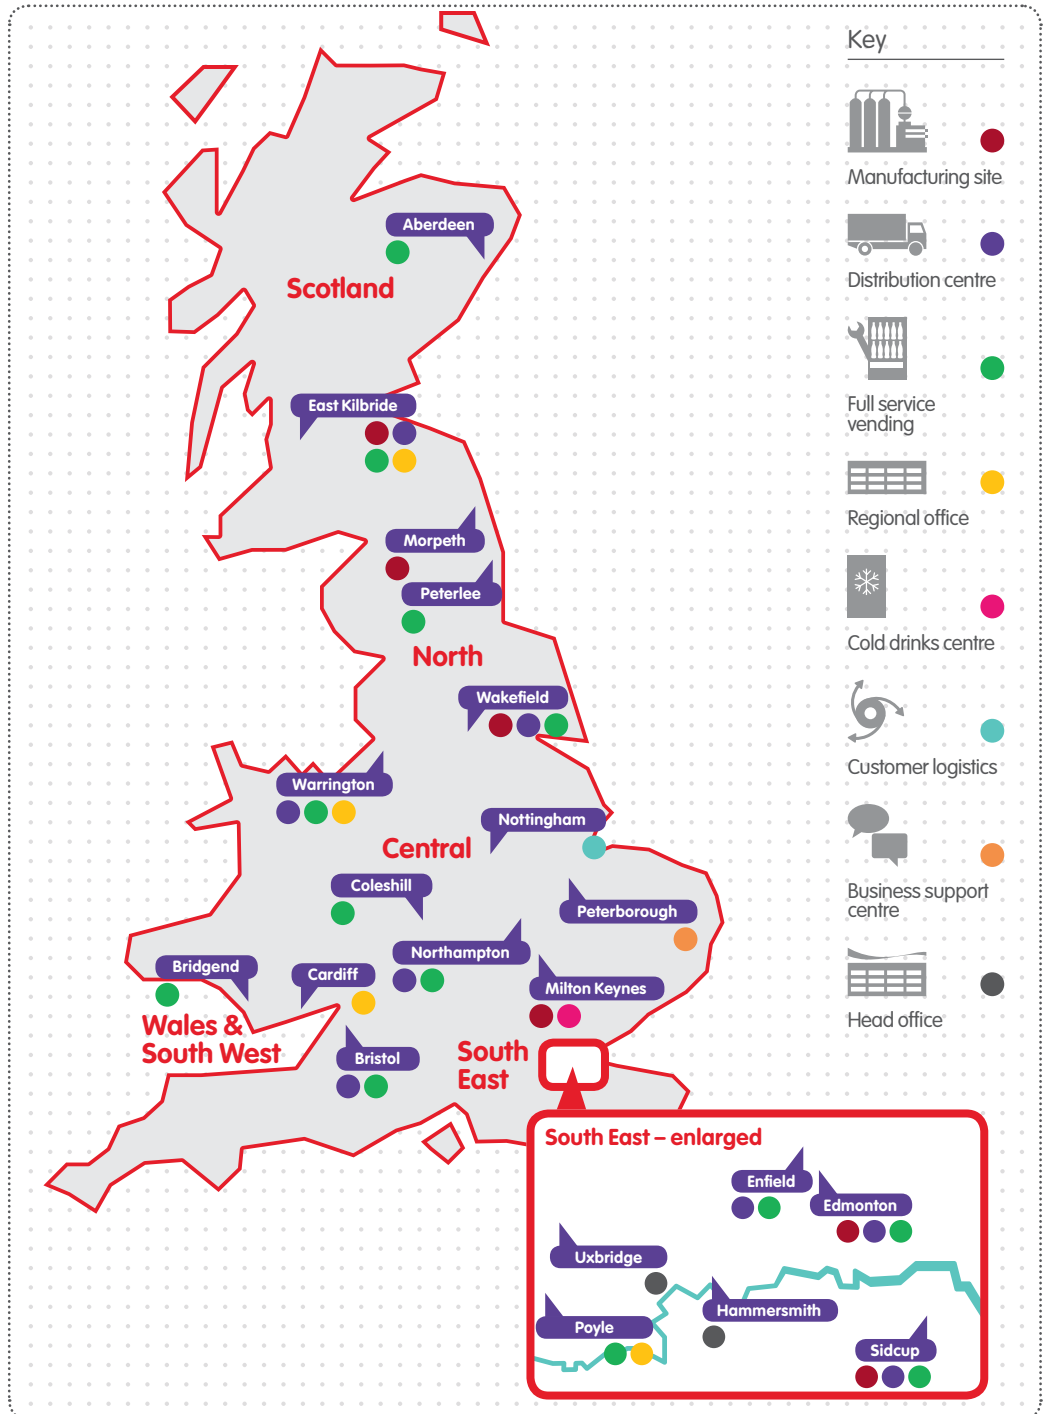 Key
Manufacturing site
Distribution centre
Full service
vending
Regional office
Cold drinks centre
Customer logistics
Business support
centre
Head office
Aberdeen
Scotland
East Kilbride
Morpeth
Peterlee
North
Wakefield
Warrington
Nottingham
Central
Coleshill
Peterborough
Northampton
Bridgend
Cardiff
Milton Keynes
Wales &
South West
Bristol
South
East
South East – enlarged
Enfield
Edmonton
Uxbridge
Hammersmith
Poyle
Sidcup